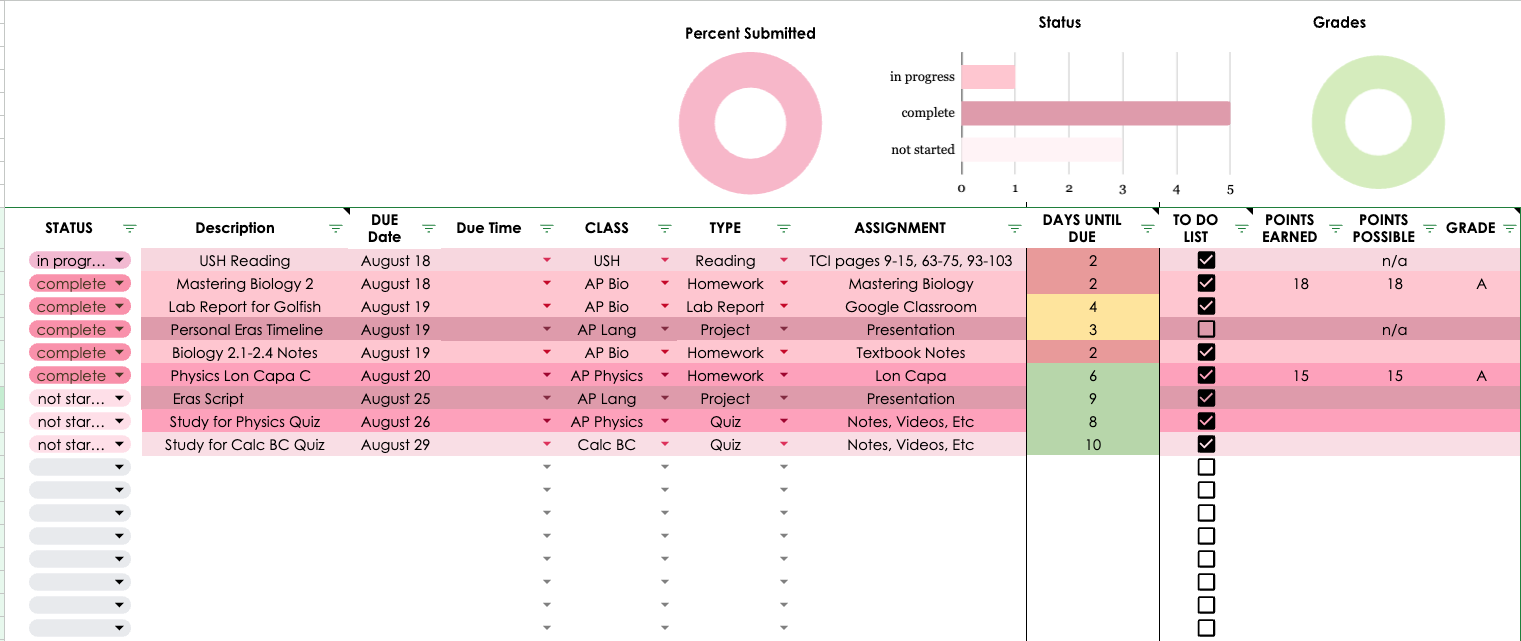 Percent Submitted
Status
Grades
in progress
complete
not started
0 1 2 3 4 5
STATUS Description DUE Date Due Time CLASS TYPE ASSIGNMENT DAYS UNTIL DUE TO DO LIST POINTS EARNED POINTS POSSIBLE GRADE
in progr... USH Reading August 18 USH Reading TCI pages 9-15, 63-75, 93-103 2 n/a
complete Mastering Biology 2 August 18 AP Bio Homework Mastering Biology 2 18 18 A
complete Lab Report for Golfish August 19 AP Bio Lab Report Google Classroom 4
complete Personal Eras Timeline August 19 AP Lang Project Presentation 3 n/a
complete Biology 2.1-2.4 Notes August 19 AP Bio Homework Textbook Notes 2
complete Physics Lon Capa C August 20 AP Physics Homework Lon Capa 6 15 15 A
not star... Eras Script August 25 AP Lang Project Presentation 9
not star... Study for Physics Quiz August 26 AP Physics Quiz Notes, Videos, Etc 8
not star... Study for Calc BC Quiz August 29 Calc BC Quiz Notes, Videos, Etc 10